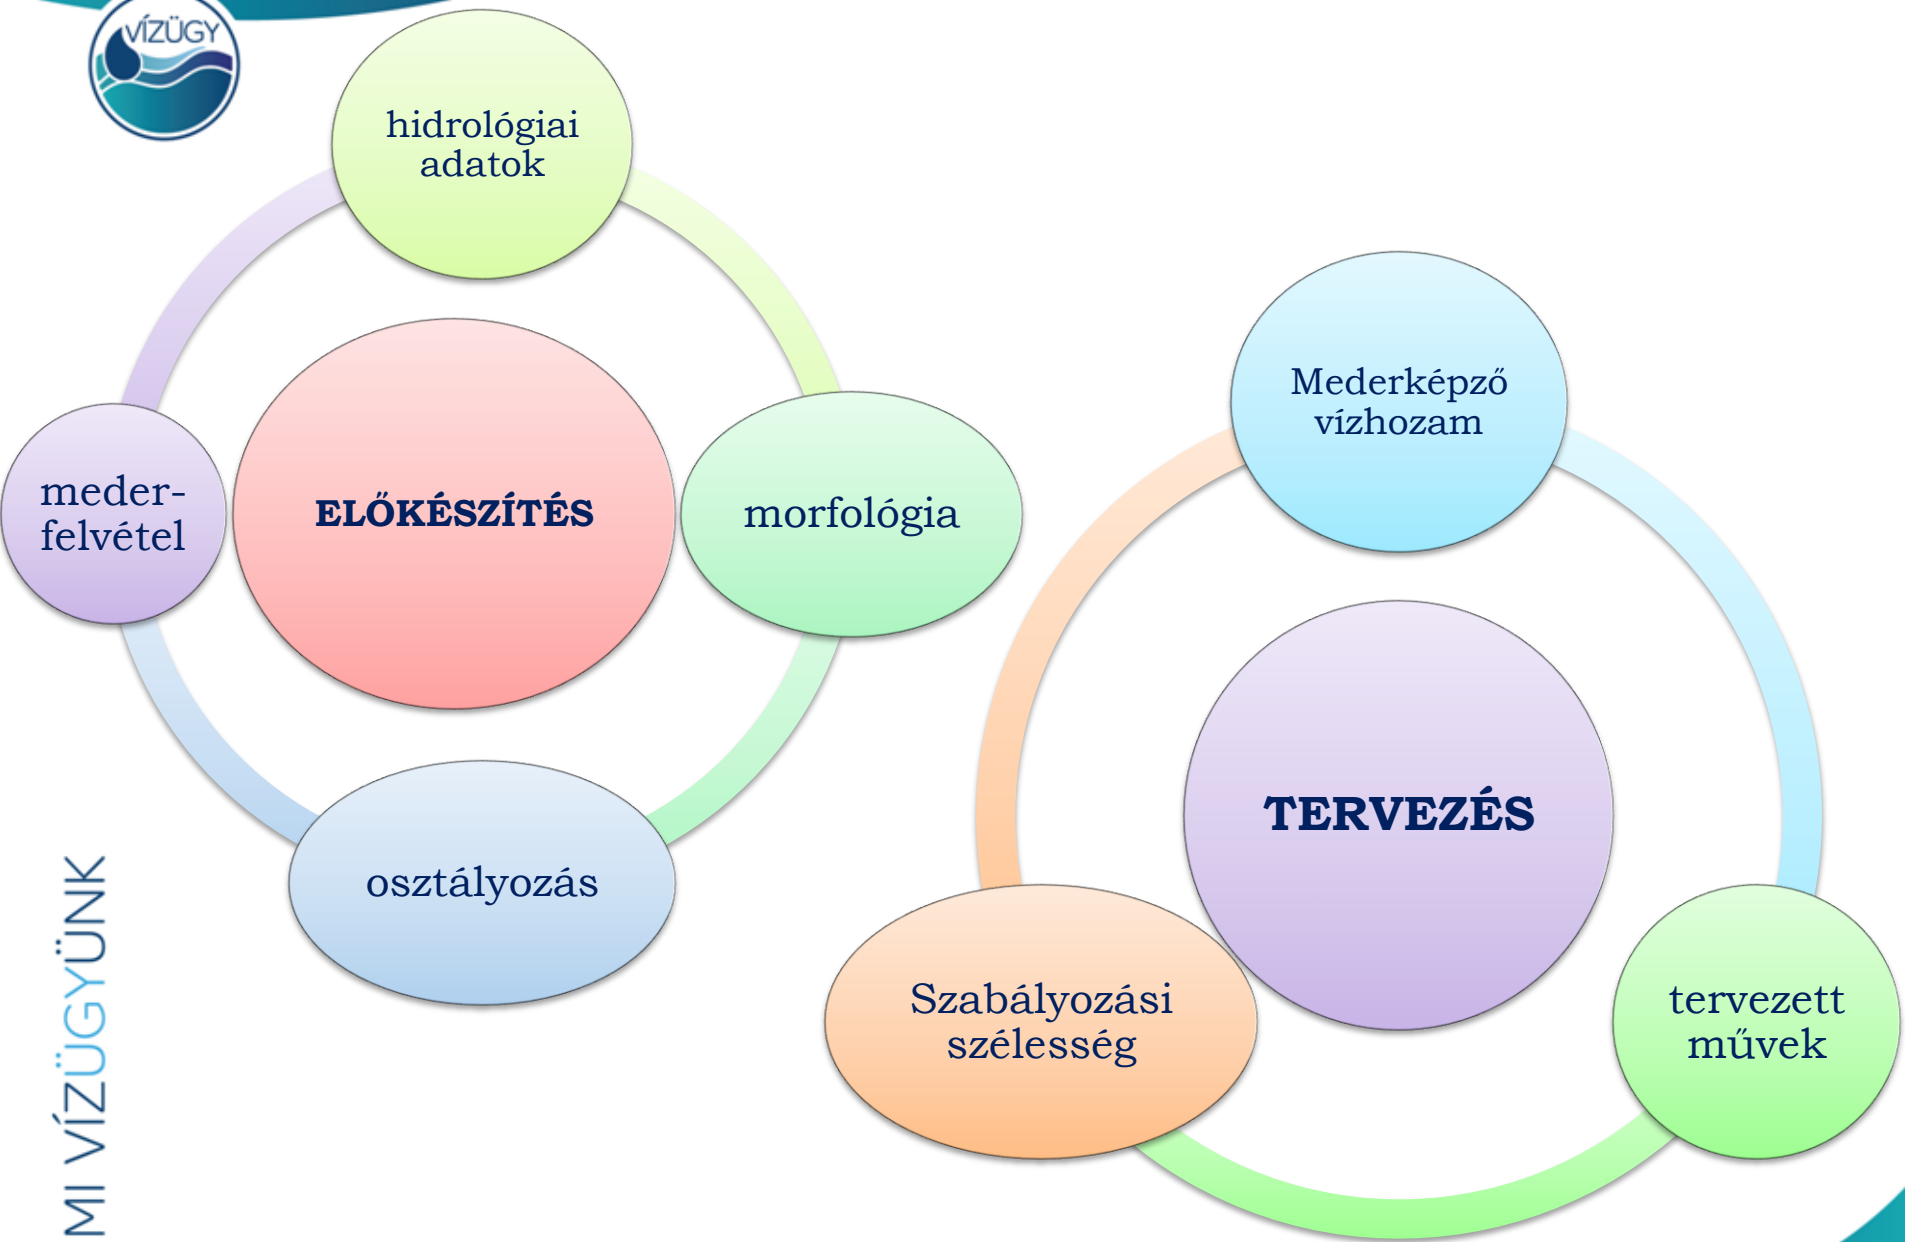 VÍZÜGY
hidrológiai
adatok
meder-
felvétel
ELŐKÉSZÍTÉS
morfológia
osztályozás
Mederképző
vízhozam
TERVEZÉS
Szabályozási
szélesség
tervezett
művek
MI VÍZÜGYÜNK